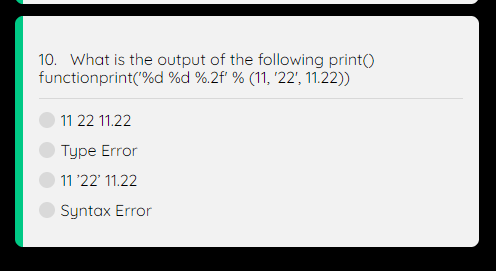 10. What is the output of the following print()
functionprint('%d %d %.2f' % (11, '22', 11.22))
11 22 11.22
Type Error
11 ’22’ 11.22
Syntax Error